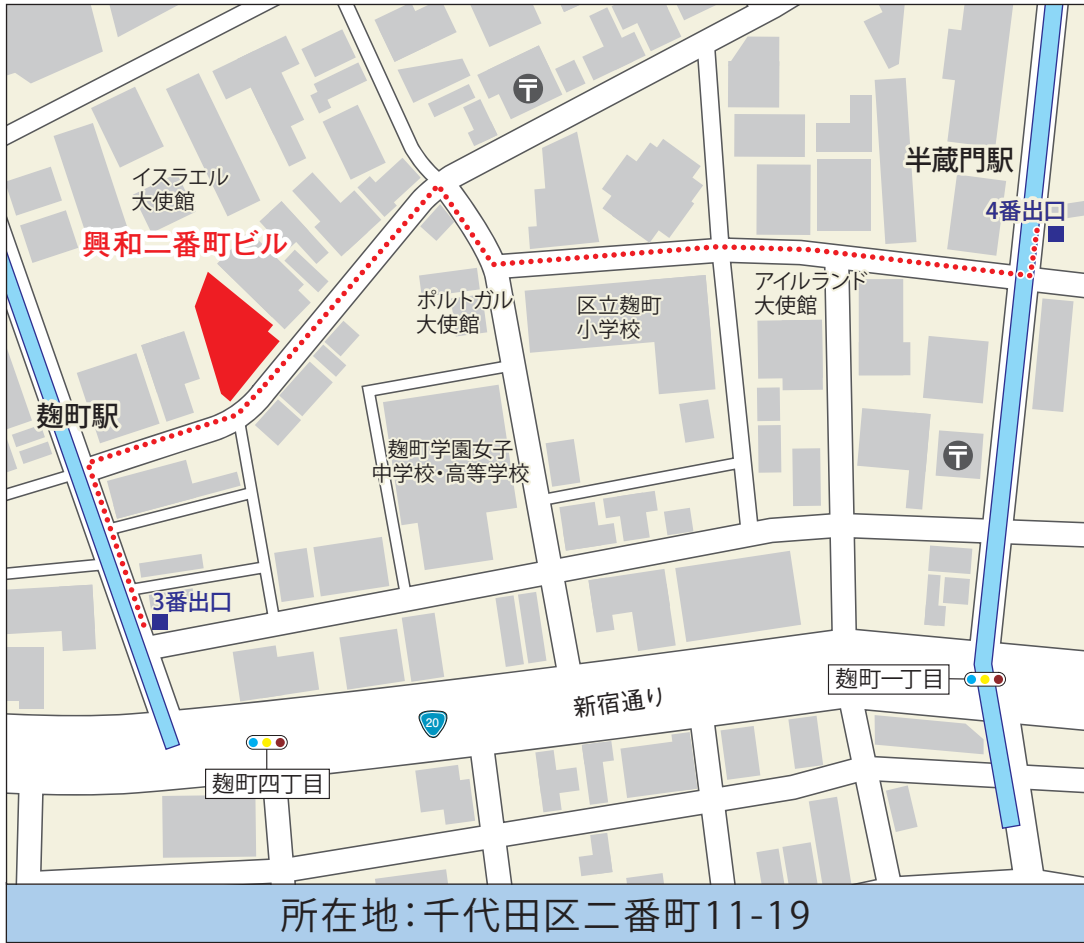 〒
半蔵門駅
イスラエル
大使館
4番出口
興和二番町ビル
アイルランド
大使館
ポルトガル
大使館
区立麹町
小学校
麹町駅
麹町学園女子
中学校・高等学校
〒
3番出口
麹町一丁目
新宿通り
20
麹町四丁目
所在地：千代田区二番町11-19